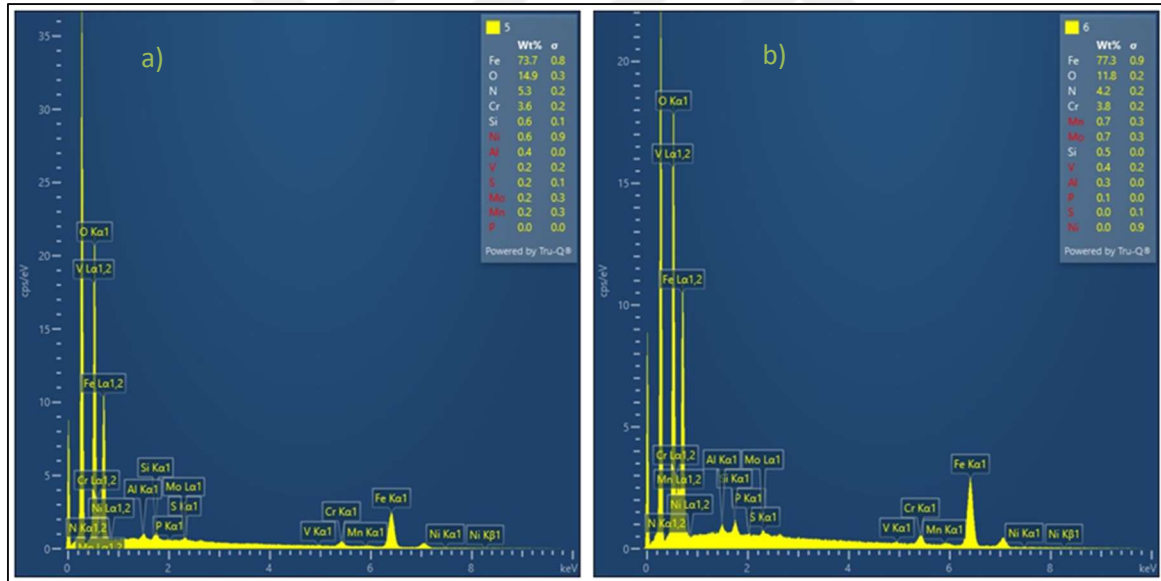 a)
5
Wt% σ
Fe 73.7 0.8
O 14.9 0.3
N 5.3 0.2
Cr 3.6 0.2
Si 0.6 0.1
Ni 0.6 0.9
Al 0.4 0.0
V 0.2 0.2
S 0.2 0.1
Mo 0.2 0.3
Mn 0.2 0.3
P 0.0 0.0
Powered by Tru-Q®
cps/eV
35
30
25
20
15
10
5
0
O Kα1
V Lα1,2
Fe Lα1,2
Si Kα1
Cr Lα1,2
Al Kα1
Mo Lα1
Ni Lα1,2
S Kα1
N Kα1,2
P Kα1
Mn Lα1,2
Cr Kα1
Fe Kα1
V Kα1
Mn Kα1
Ni Kα1
Ni Kβ1
0 2 4 6 8 keV
b)
6
Wt% σ
Fe 77.3 0.9
O 11.8 0.2
N 4.2 0.2
Cr 3.8 0.2
Mn 0.7 0.3
Mo 0.7 0.3
Si 0.5 0.0
V 0.4 0.2
Al 0.3 0.0
P 0.1 0.0
S 0.0 0.1
Ni 0.0 0.9
Powered by Tru-Q®
cps/eV
20
15
10
5
0
O Kα1
V Lα1,2
Fe Lα1,2
Cr Lα1,2
Al Kα1
Mo Lα1
Mn Lα1,2
Si Kα1
Ni Lα1,2
P Kα1
N Kα1,2
S Kα1
Fe Kα1
Cr Kα1
V Kα1
Mn Kα1
Ni Kα1
Ni Kβ1
0 2 4 6 8 keV